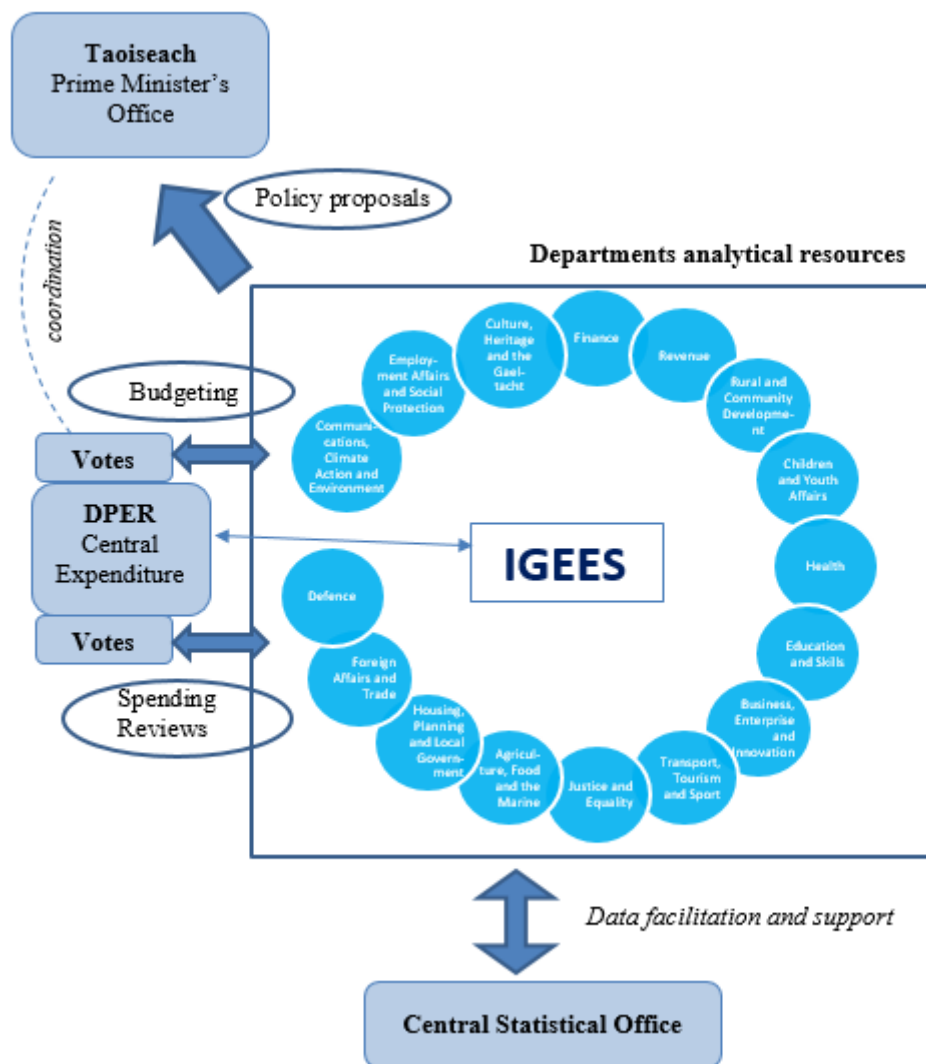 Taoiseach
Prime Minister's
Office
Policy proposals
coordination
Departments analytical resources
Budgeting
Votes
DPER
Central
Expenditure
Votes
Spending
Reviews
IGEES
Culture,
Heritage
and the
Gael-
tacht
Finance
Revenue
Rural and
Community
Developme-
nt
Children
and Youth
Affairs
Health
Education
and Skills
Business,
Enterprise
and
Innovation
Transport,
Tourism
and Sport
Justice and
Equality
Agricul-
ture, Food
and the
Marine
Housing,
Planning
and Local
Govern-
ment
Foreign
Affairs and
Trade
Defence
Communi-
cations,
Climate
Action and
Environment
Employ-
ment Affairs
and Social
Protection
Data facilitation and support
Central Statistical Office